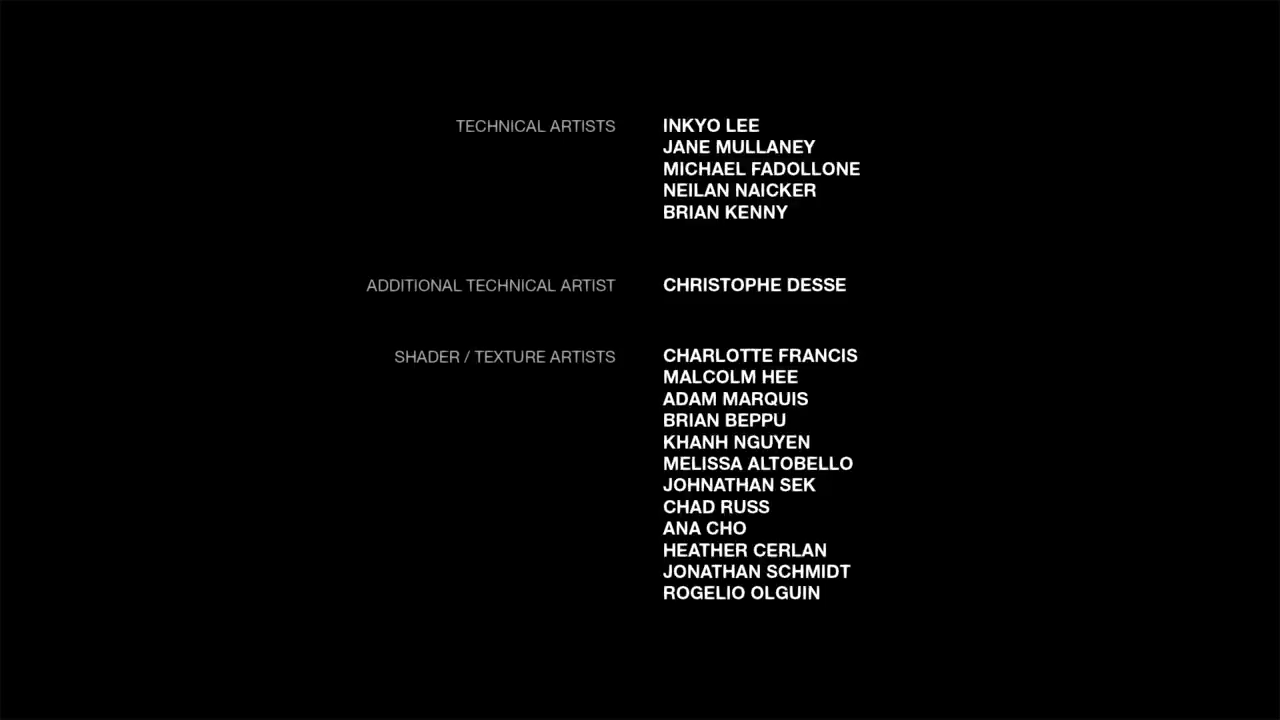 TECHNICAL ARTISTS INKYO LEE
JANE MULLANEY
MICHAEL FADOLLONE
NEILAN NAICKER
BRIAN KENNY
ADDITIONAL TECHNICAL ARTIST CHRISTOPHE DESSE
SHADER / TEXTURE ARTISTS CHARLOTTE FRANCIS
MALCOLM HEE
ADAM MARQUIS
BRIAN BEPPU
KHANH NGUYEN
MELISSA ALTOBELLO
JOHNATHAN SEK
CHAD RUSS
ANA CHO
HEATHER CERLAN
JONATHAN SCHMIDT
ROGELIO OLGUIN